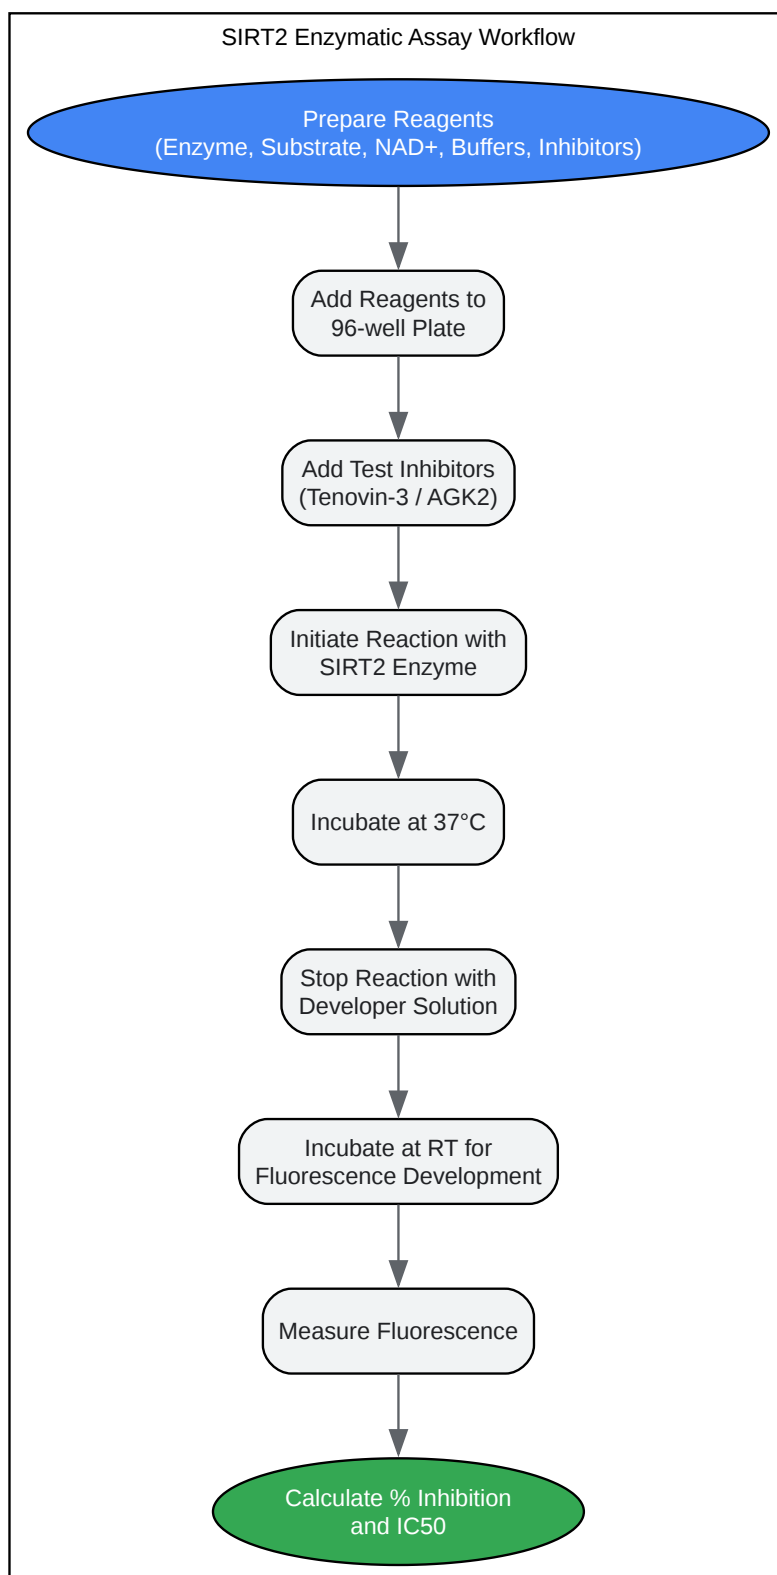 SIRT2 Enzymatic Assay Workflow
Prepare Reagents
(Enzyme, Substrate, NAD+, Buffers, Inhibitors)
Add Reagents to
96-well Plate
Add Test Inhibitors
(Tenovin-3 / AGK2)
Initiate Reaction with
SIRT2 Enzyme
Incubate at 37°C
Stop Reaction with
Developer Solution
Incubate at RT for
Fluorescence Development
Measure Fluorescence
Calculate % Inhibition
and IC50